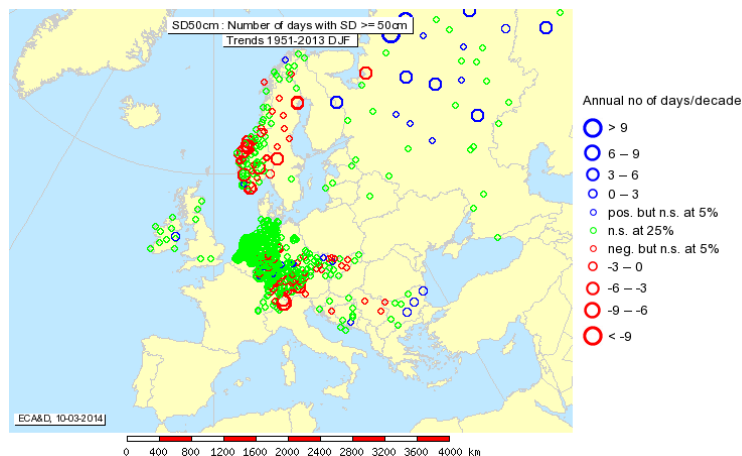 SD50cm : Number of days with SD >= 50cm
Trends 1951-2013 DJF
Annual no of days/decade
> 9
6 – 9
3 – 6
0 – 3
pos. but n.s. at 5%
n.s. at 25%
neg. but n.s. at 5%
-3 – 0
-6 – -3
-9 – -6
< -9
ECA&D, 10-03-2014
0 400 800 1200 1600 2000 2400 2800 3200 3600 4000 km